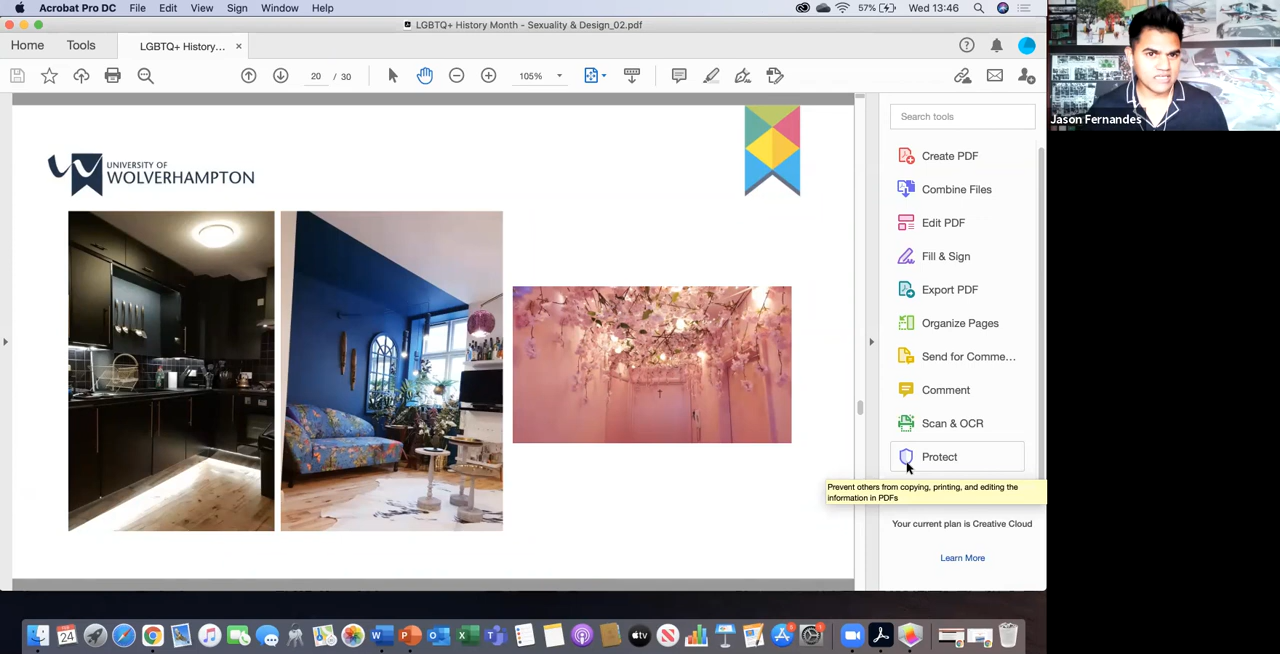 Acrobat Pro DC File Edit View Sign Window Help
57% Wed 13:46
LGBTQ+ History Month - Sexuality & Design_02.pdf
Home Tools LGBTQ+ History... ×
20 / 30 105%
Jason Fernandes
Search tools
UNIVERSITY OF
WOLVERHAMPTON
Create PDF
Combine Files
Edit PDF
Fill & Sign
Export PDF
Organize Pages
Send for Comme...
Comment
Scan & OCR
Protect
Prevent others from copying, printing, and editing the
information in PDFs
Your current plan is Creative Cloud
Learn More
24